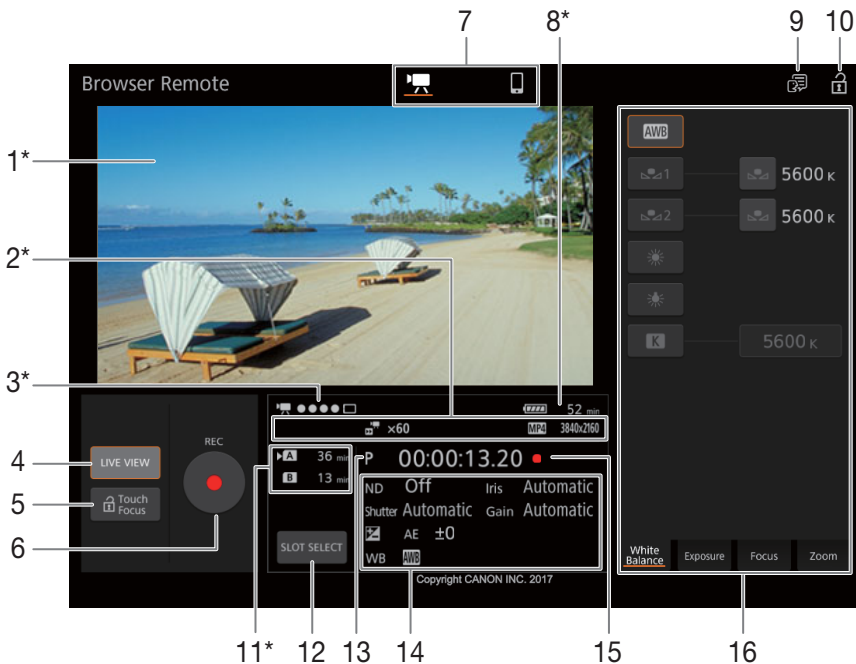 7
8*
9
10
Browser Remote
1*
AWB
1
5600 K
2*
2
5600 K
K
5600 K
3*
52 min
×60 MP4 3840x2160
4
LIVE VIEW
REC
A 36 min
P 00:00:13.20
B 13 min
5
Touch
Focus
6
ND Off Iris Automatic
Shutter Automatic Gain Automatic
AE ±0
WB AWB
SLOT SELECT
Copyright CANON INC. 2017
White
Balance
Exposure
Focus
Zoom
11*
12
13
14
15
16